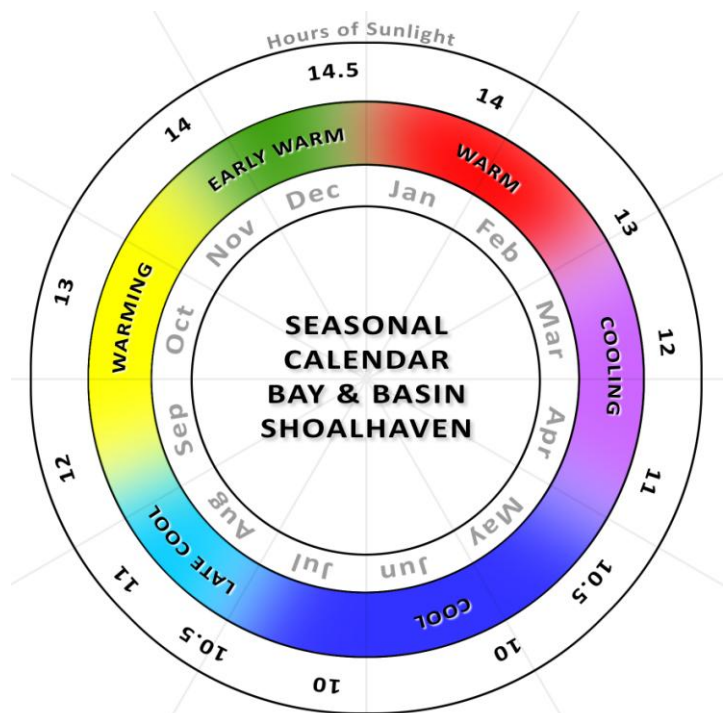 Hours of Sunlight
14.5
14
13
12
11
10.5
10
10
10.5
11
12
13
14
WARM
COOLING
COOL
LATE COOL
WARMING
EARLY WARM
Jan
Feb
Mar
Apr
May
Jun
Jul
Aug
Sep
Oct
Nov
Dec
SEASONAL
CALENDAR
BAY & BASIN
SHOALHAVEN